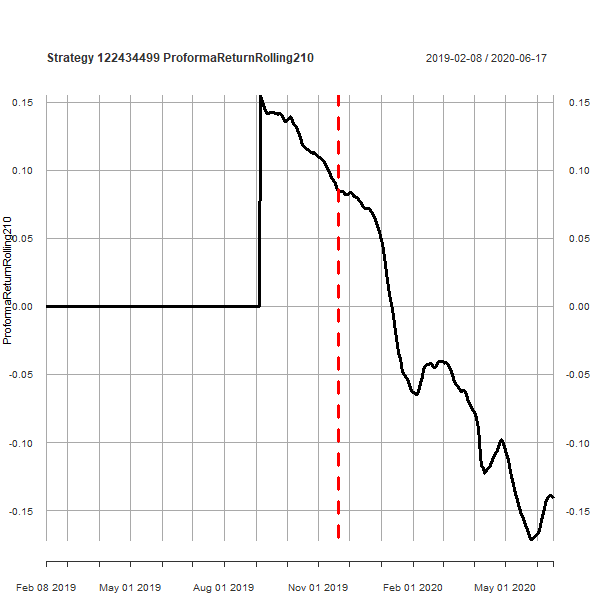 Strategy 122434499 ProformaReturnRolling210
2019-02-08 / 2020-06-17
ProformaReturnRolling210
0.15 0.15
0.10 0.10
0.05 0.05
0.00 0.00
-0.05 -0.05
-0.10 -0.10
-0.15 -0.15
Feb 08 2019 May 01 2019 Aug 01 2019 Nov 01 2019 Feb 01 2020 May 01 2020